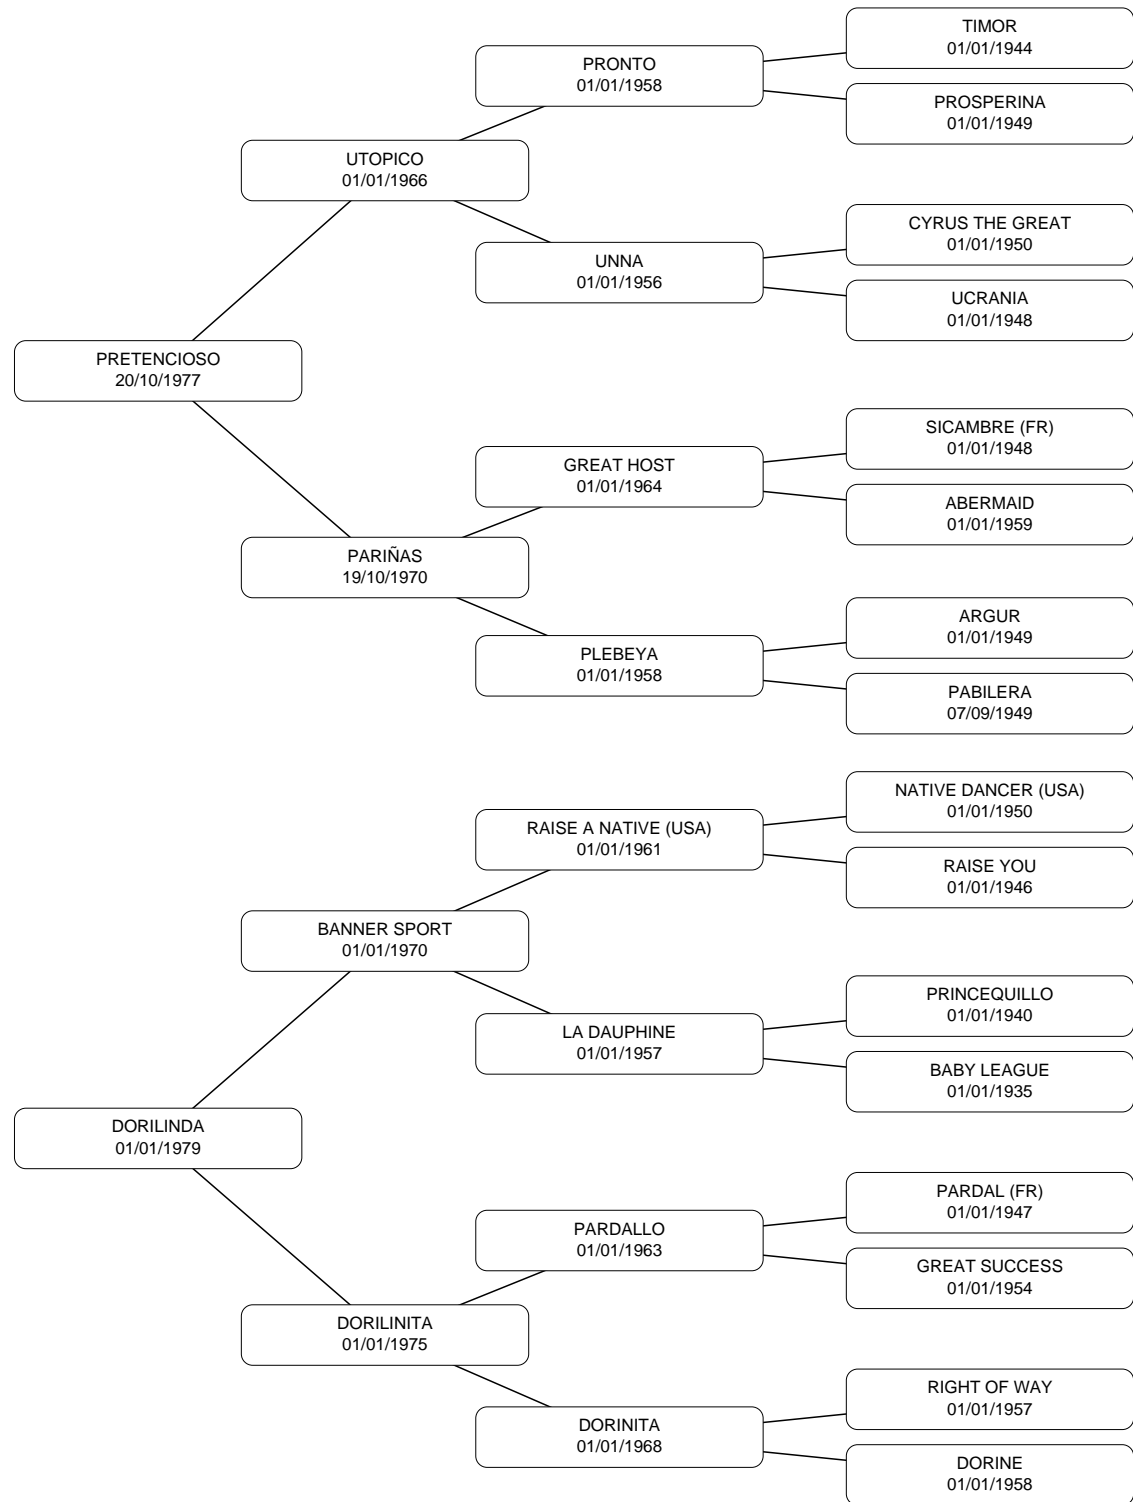 TIMOR
01/01/1944
PRONTO
01/01/1958
PROSPERINA
01/01/1949
UTOPICO
01/01/1966
CYRUS THE GREAT
01/01/1950
UNNA
01/01/1956
UCRANIA
01/01/1948
PRETENCIOSO
20/10/1977
SICAMBRE (FR)
01/01/1948
GREAT HOST
01/01/1964
ABERMAID
01/01/1959
PARIÑAS
19/10/1970
ARGUR
01/01/1949
PLEBEYA
01/01/1958
PABILERA
07/09/1949
NATIVE DANCER (USA)
01/01/1950
RAISE A NATIVE (USA)
01/01/1961
RAISE YOU
01/01/1946
BANNER SPORT
01/01/1970
PRINCEQUILLO
01/01/1940
LA DAUPHINE
01/01/1957
BABY LEAGUE
01/01/1935
DORILINDA
01/01/1979
PARDAL (FR)
01/01/1947
PARDALLO
01/01/1963
GREAT SUCCESS
01/01/1954
DORILINITA
01/01/1975
RIGHT OF WAY
01/01/1957
DORINITA
01/01/1968
DORINE
01/01/1958